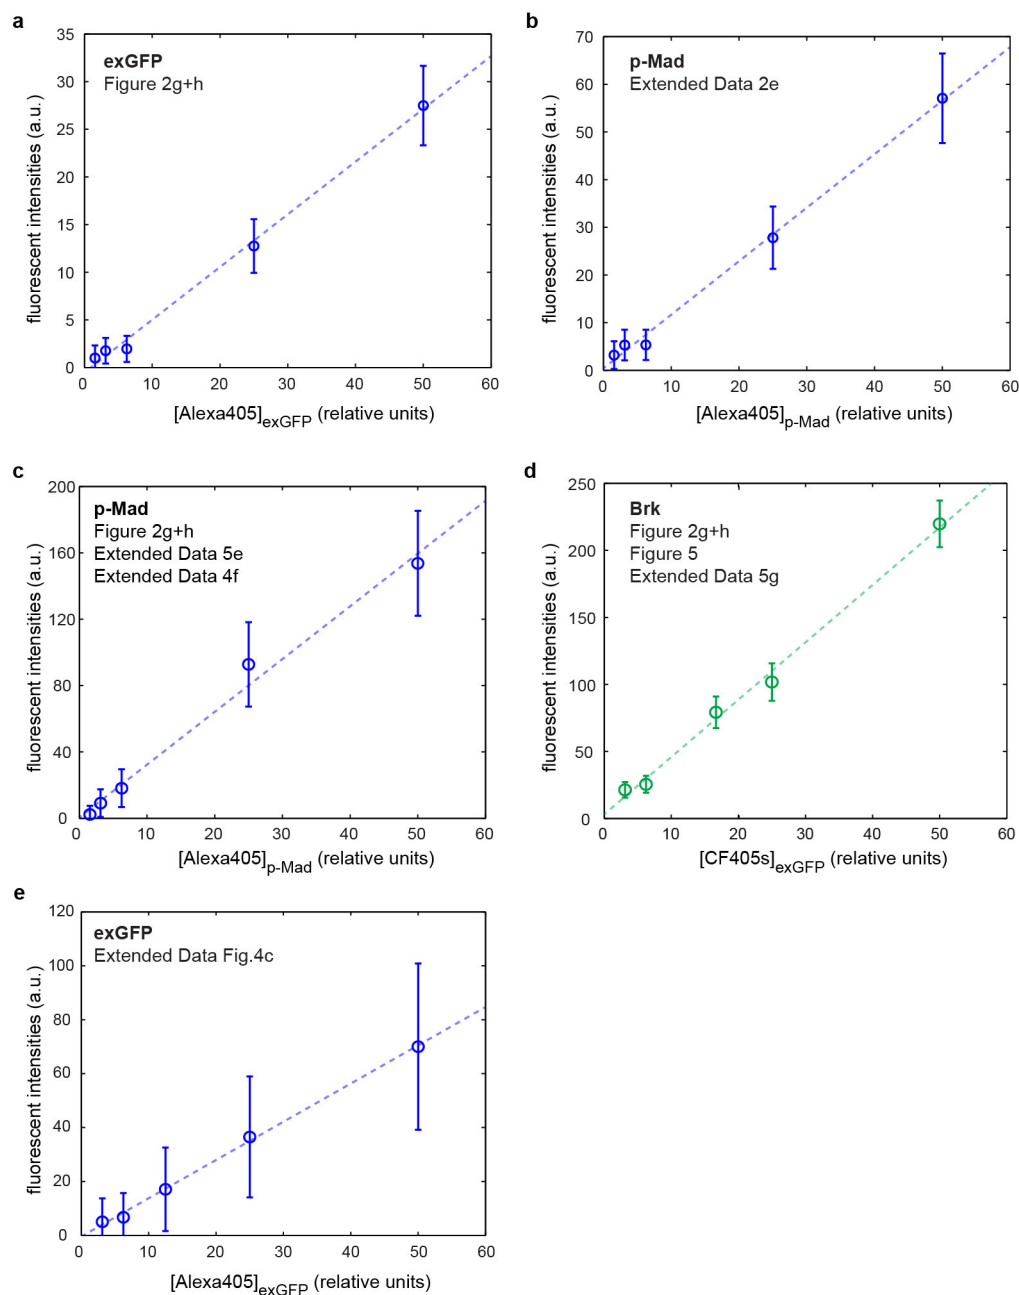 a
exGFP
Figure 2g+h
fluorescent intensities (a.u.)
35
30
25
20
15
10
5
0
0 10 20 30 40 50 60
[Alexa405]exGFP (relative units)
b
p-Mad
Extended Data 2e
fluorescent intensities (a.u.)
70
60
50
40
30
20
10
0
0 10 20 30 40 50 60
[Alexa405]p-Mad (relative units)
c
p-Mad
Figure 2g+h
Extended Data 5e
Extended Data 4f
fluorescent intensities (a.u.)
200
160
120
80
40
0
0 10 20 30 40 50 60
[Alexa405]p-Mad (relative units)
d
Brk
Figure 2g+h
Figure 5
Extended Data 5g
fluorescent intensities (a.u.)
250
200
150
100
50
0
0 10 20 30 40 50 60
[CF405s]exGFP (relative units)
e
exGFP
Extended Data Fig.4c
fluorescent intensities (a.u.)
120
100
80
60
40
20
0
0 10 20 30 40 50 60
[Alexa405]exGFP (relative units)